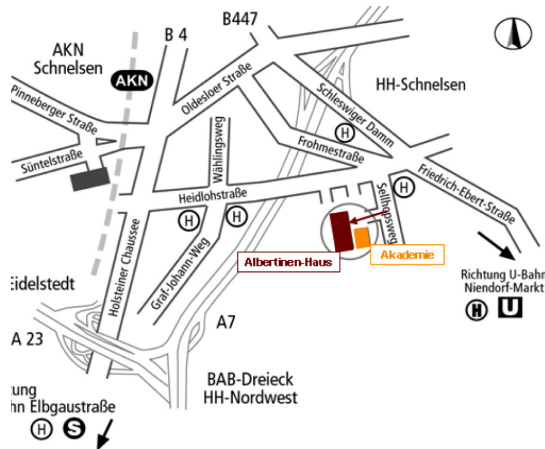 B447
B 4
AKN
Schnelsen
AKN
HH-Schnelsen
Pinneberger Straße
Oldesloer Straße
Schleswiger Damm
Süntelstraße
Wählingsweg
Frohmestraße
H
Friedrich-Ebert-Straße
Heidlohstraße
Sellhopsweg
H
H
H
Holsteiner Chaussee
Graf-Johann-Weg
Albertinen-Haus
Akademie
Richtung U-Bahn
Niendorf-Markt
H U
Eidelstedt
A 23
A7
BAB-Dreieck
HH-Nordwest
tung
hn Elbgaustraße
H S